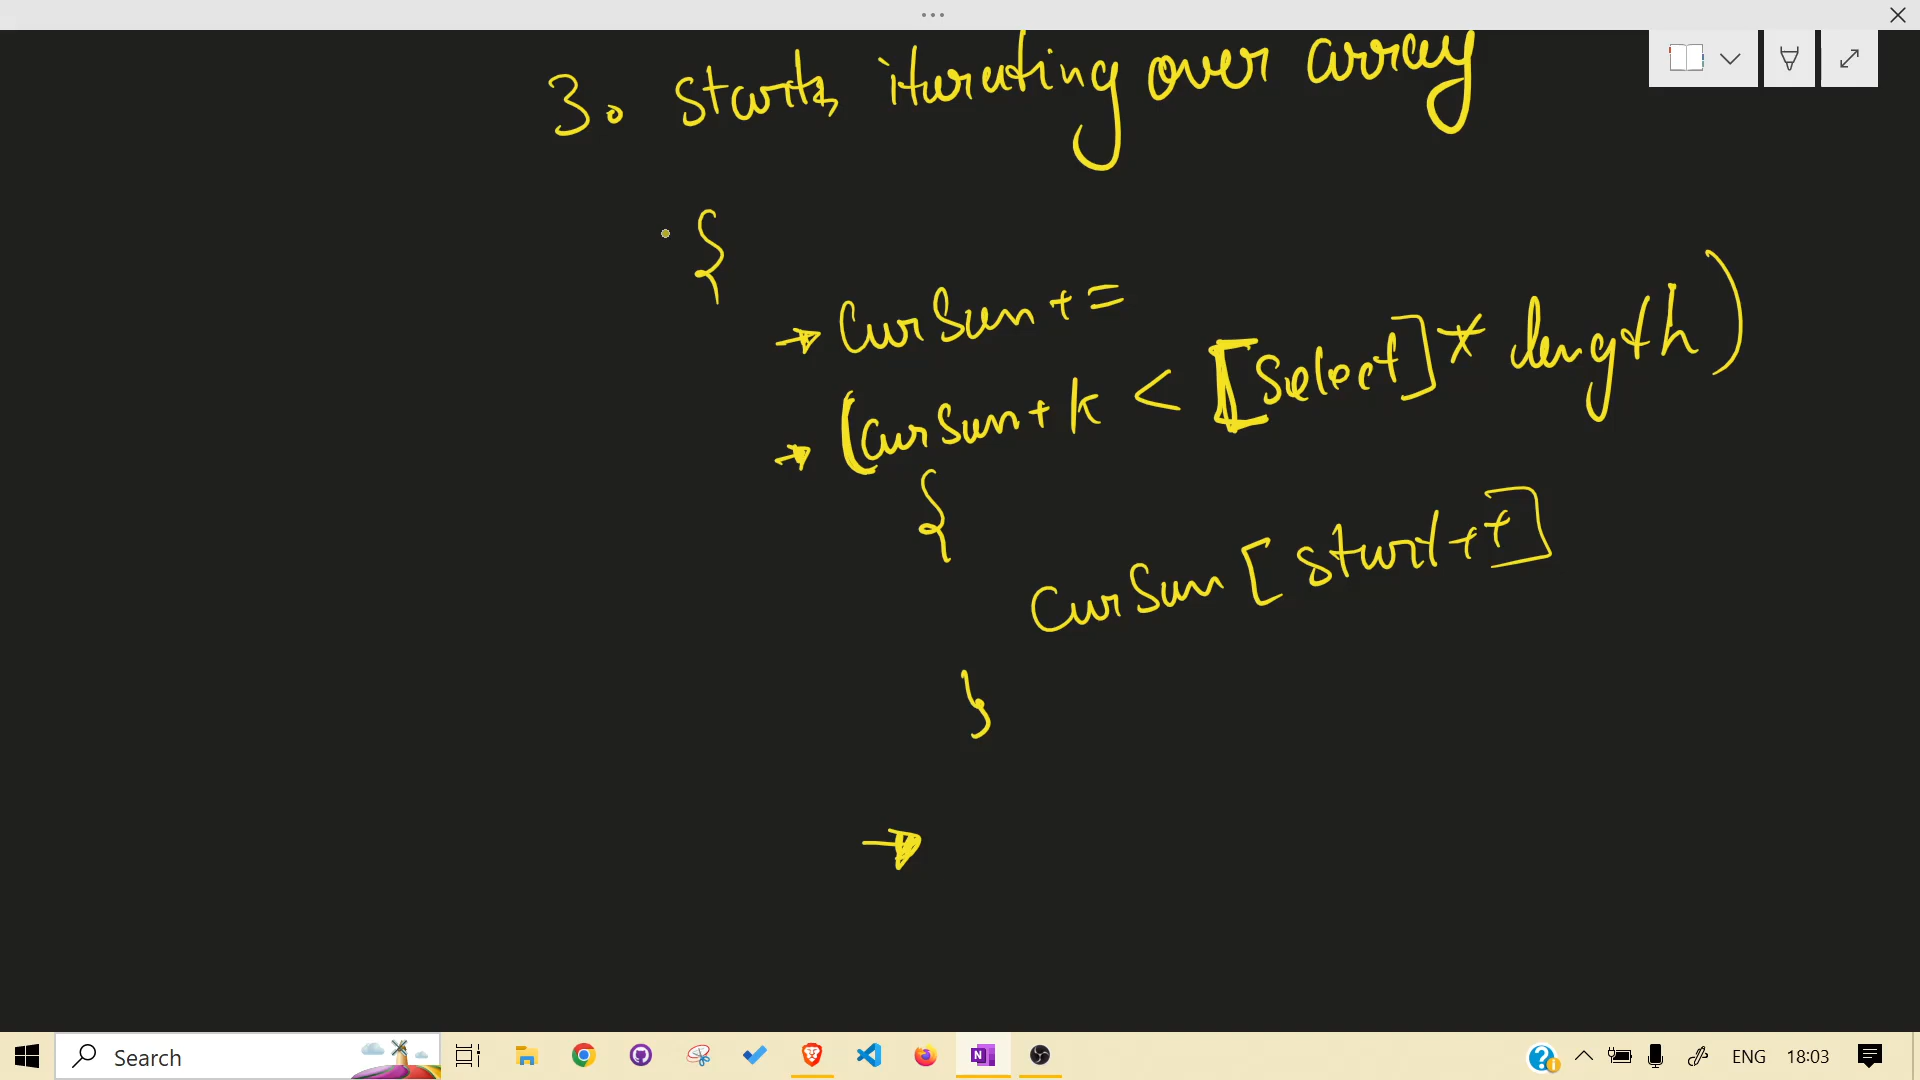 3. starts iterating over array
{
→ CurSum +=
→ (CurSum + k < [Select] * length)
{
CurSum [start++]
}
→
Search
ENG 18:03